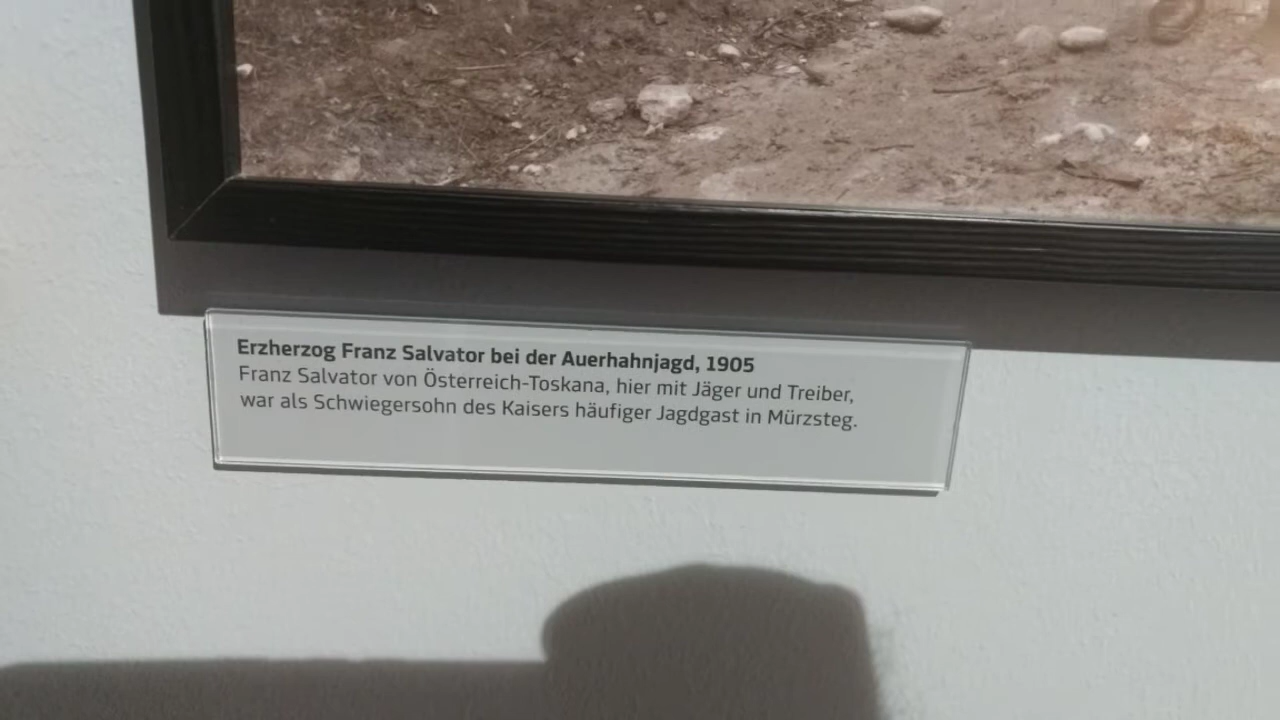 Erzherzog Franz Salvator bei der Auerhahnjagd, 1905
Franz Salvator von Österreich-Toskana, hier mit Jäger und Treiber,
war als Schwiegersohn des Kaisers häufiger Jagdgast in Mürzsteg.